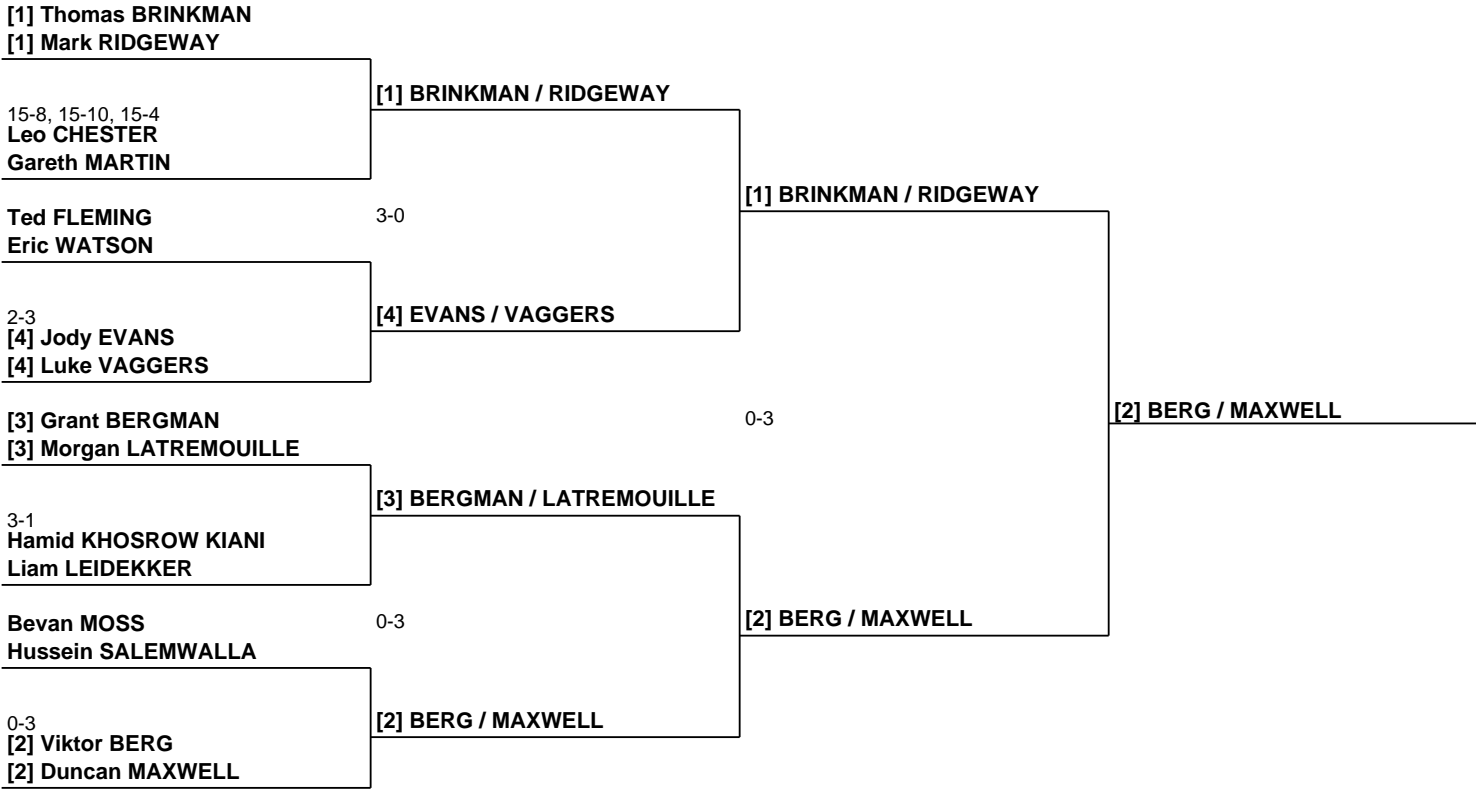 [1] Thomas BRINKMAN
[1] Mark RIDGEWAY
[1] BRINKMAN / RIDGEWAY
15-8, 15-10, 15-4
Leo CHESTER
Gareth MARTIN
[1] BRINKMAN / RIDGEWAY
Ted FLEMING
3-0
Eric WATSON
[4] EVANS / VAGGERS
2-3
[4] Jody EVANS
[4] Luke VAGGERS
[2] BERG / MAXWELL
[3] Grant BERGMAN
0-3
[3] Morgan LATREMOUILLE
[3] BERGMAN / LATREMOUILLE
3-1
Hamid KHOSROW KIANI
Liam LEIDEKKER
[2] BERG / MAXWELL
Bevan MOSS
0-3
Hussein SALEMWALLA
[2] BERG / MAXWELL
0-3
[2] Viktor BERG
[2] Duncan MAXWELL